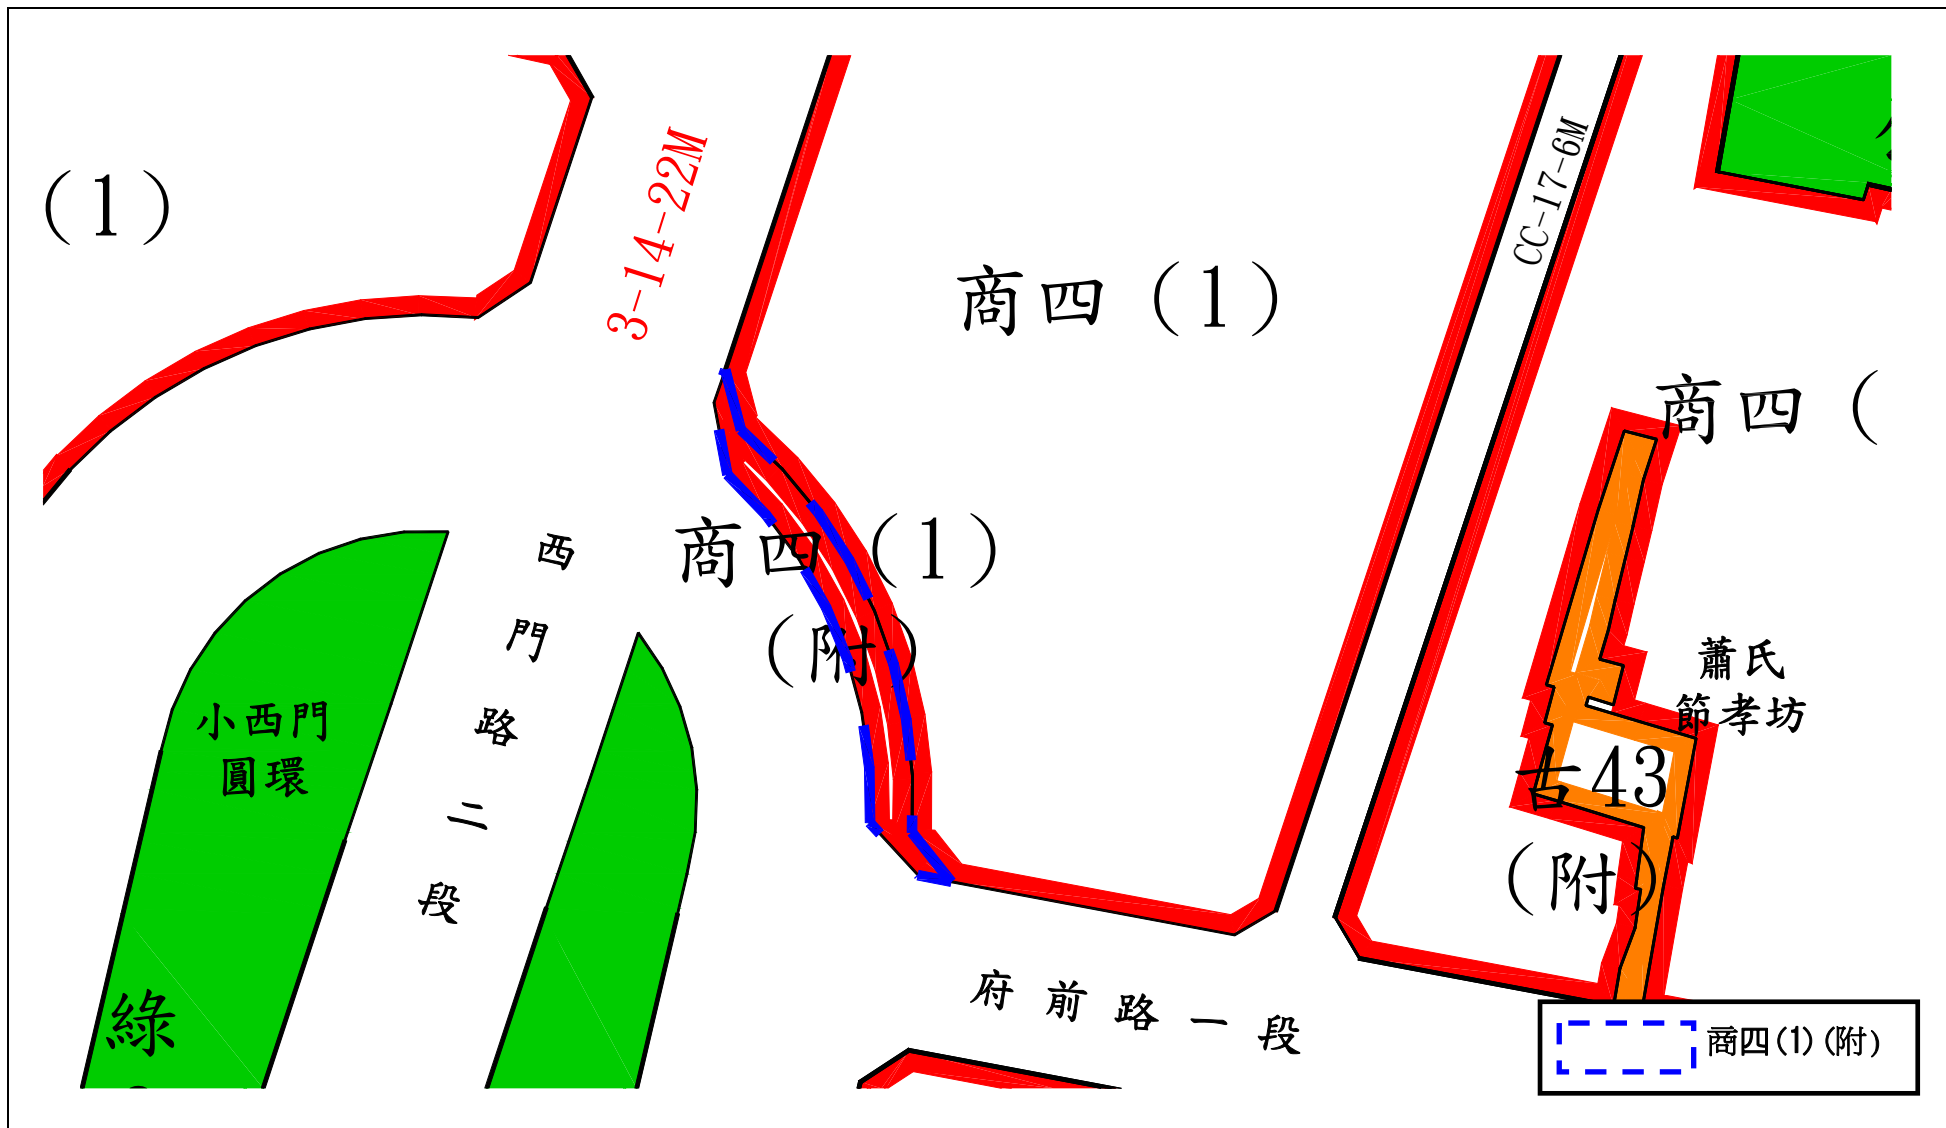 (1)
3-14-22M
商四(1)
CC-17-6M
商四(
商四(1)
(附)
西門路二段
小西門
圓環
蕭氏
節孝坊
古43
(附)
綠
府前路一段
商四(1)(附)